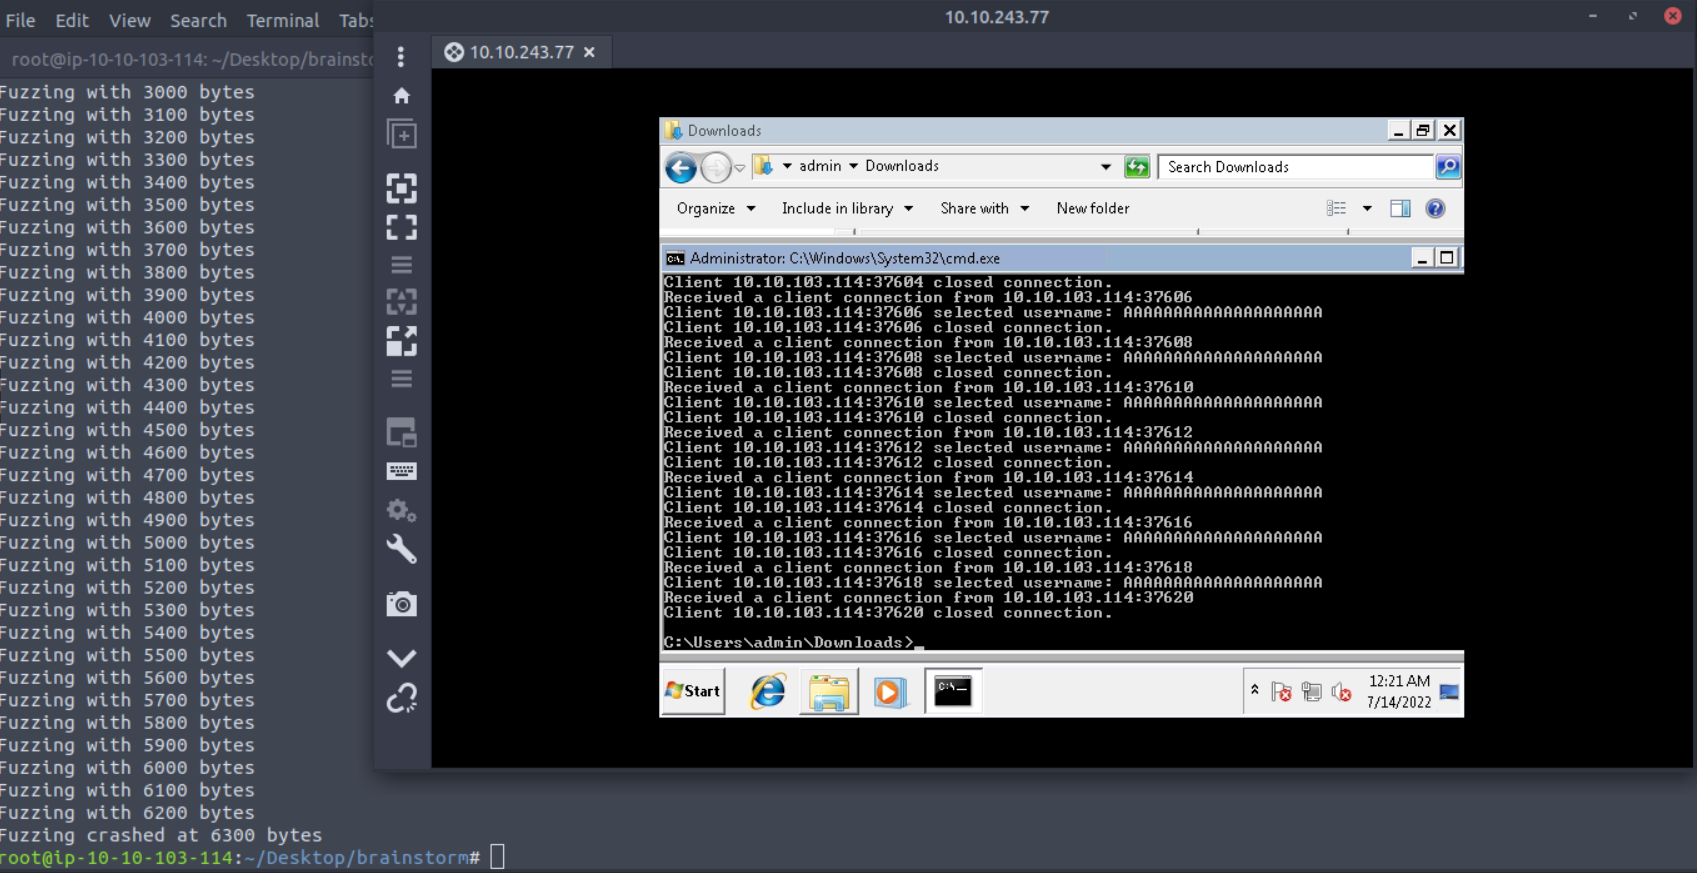 File Edit View Search Terminal Tabs
root@ip-10-10-103-114: ~/Desktop/brainsto
Fuzzing with 3000 bytes
Fuzzing with 3100 bytes
Fuzzing with 3200 bytes
Fuzzing with 3300 bytes
Fuzzing with 3400 bytes
Fuzzing with 3500 bytes
Fuzzing with 3600 bytes
Fuzzing with 3700 bytes
Fuzzing with 3800 bytes
Fuzzing with 3900 bytes
Fuzzing with 4000 bytes
Fuzzing with 4100 bytes
Fuzzing with 4200 bytes
Fuzzing with 4300 bytes
Fuzzing with 4400 bytes
Fuzzing with 4500 bytes
Fuzzing with 4600 bytes
Fuzzing with 4700 bytes
Fuzzing with 4800 bytes
Fuzzing with 4900 bytes
Fuzzing with 5000 bytes
Fuzzing with 5100 bytes
Fuzzing with 5200 bytes
Fuzzing with 5300 bytes
Fuzzing with 5400 bytes
Fuzzing with 5500 bytes
Fuzzing with 5600 bytes
Fuzzing with 5700 bytes
Fuzzing with 5800 bytes
Fuzzing with 5900 bytes
Fuzzing with 6000 bytes
Fuzzing with 6100 bytes
Fuzzing with 6200 bytes
Fuzzing crashed at 6300 bytes
root@ip-10-10-103-114:~/Desktop/brainstorm#
10.10.243.77
10.10.243.77
Downloads
admin Downloads
Search Downloads
Organize Include in library Share with New folder
Administrator: C:\Windows\System32\cmd.exe
Client 10.10.103.114:37604 closed connection.
Received a client connection from 10.10.103.114:37606
Client 10.10.103.114:37606 selected username: AAAAAAAAAAAAAAAAAAAA
Client 10.10.103.114:37606 closed connection.
Received a client connection from 10.10.103.114:37608
Client 10.10.103.114:37608 selected username: AAAAAAAAAAAAAAAAAAAA
Client 10.10.103.114:37608 closed connection.
Received a client connection from 10.10.103.114:37610
Client 10.10.103.114:37610 selected username: AAAAAAAAAAAAAAAAAAAA
Client 10.10.103.114:37610 closed connection.
Received a client connection from 10.10.103.114:37612
Client 10.10.103.114:37612 selected username: AAAAAAAAAAAAAAAAAAAA
Client 10.10.103.114:37612 closed connection.
Received a client connection from 10.10.103.114:37614
Client 10.10.103.114:37614 selected username: AAAAAAAAAAAAAAAAAAAA
Client 10.10.103.114:37614 closed connection.
Received a client connection from 10.10.103.114:37616
Client 10.10.103.114:37616 selected username: AAAAAAAAAAAAAAAAAAAA
Client 10.10.103.114:37616 closed connection.
Received a client connection from 10.10.103.114:37618
Client 10.10.103.114:37618 selected username: AAAAAAAAAAAAAAAAAAAA
Received a client connection from 10.10.103.114:37620
Client 10.10.103.114:37620 closed connection.
C:\Users\admin\Downloads>_
Start
12:21 AM
7/14/2022